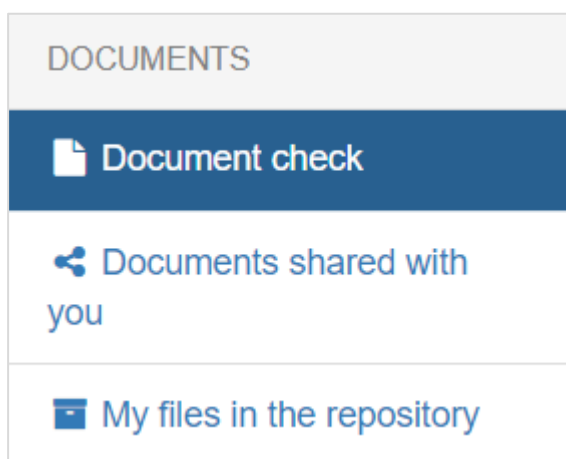 DOCUMENTS
Document check
Documents shared with
you
My files in the repository